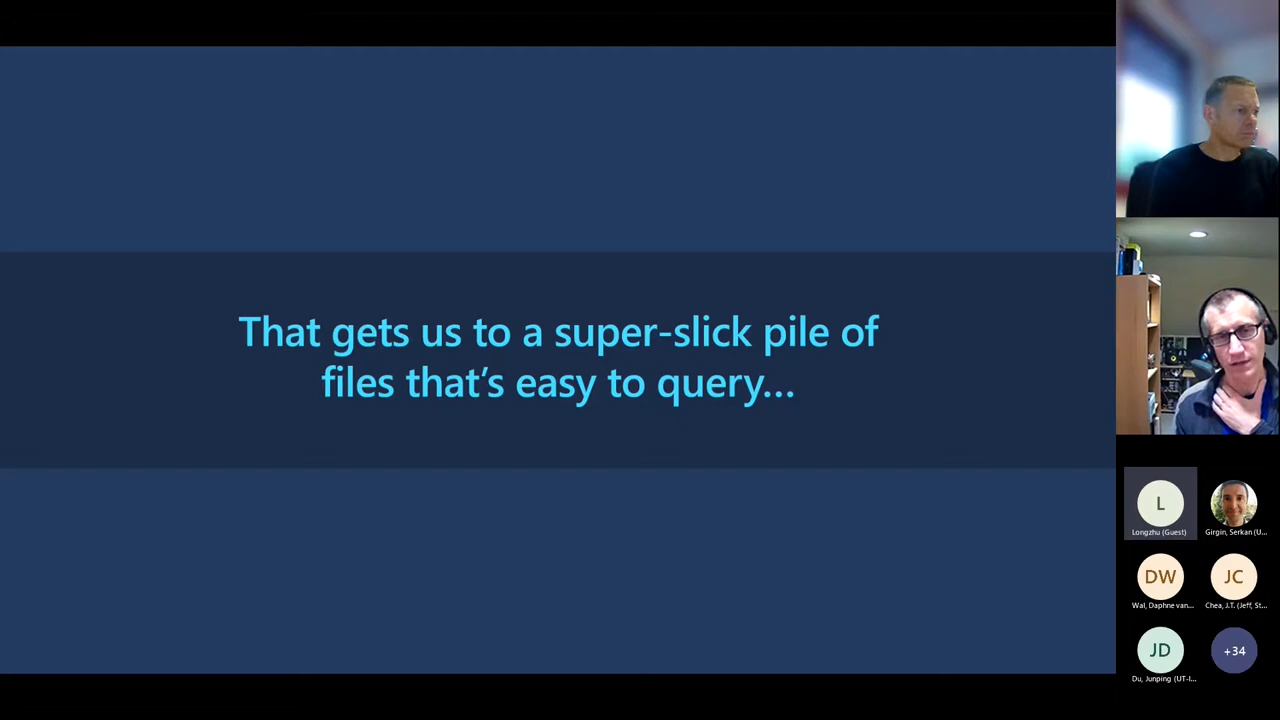 That gets us to a super-slick pile of
files that's easy to query...
L
Longzhu (Guest)
Girgin, Serkan (U...
DW
Wal, Daphne van...
JC
Chea, J.T. (Jeff, St...
JD
Du, Junping (UT-I...
+34